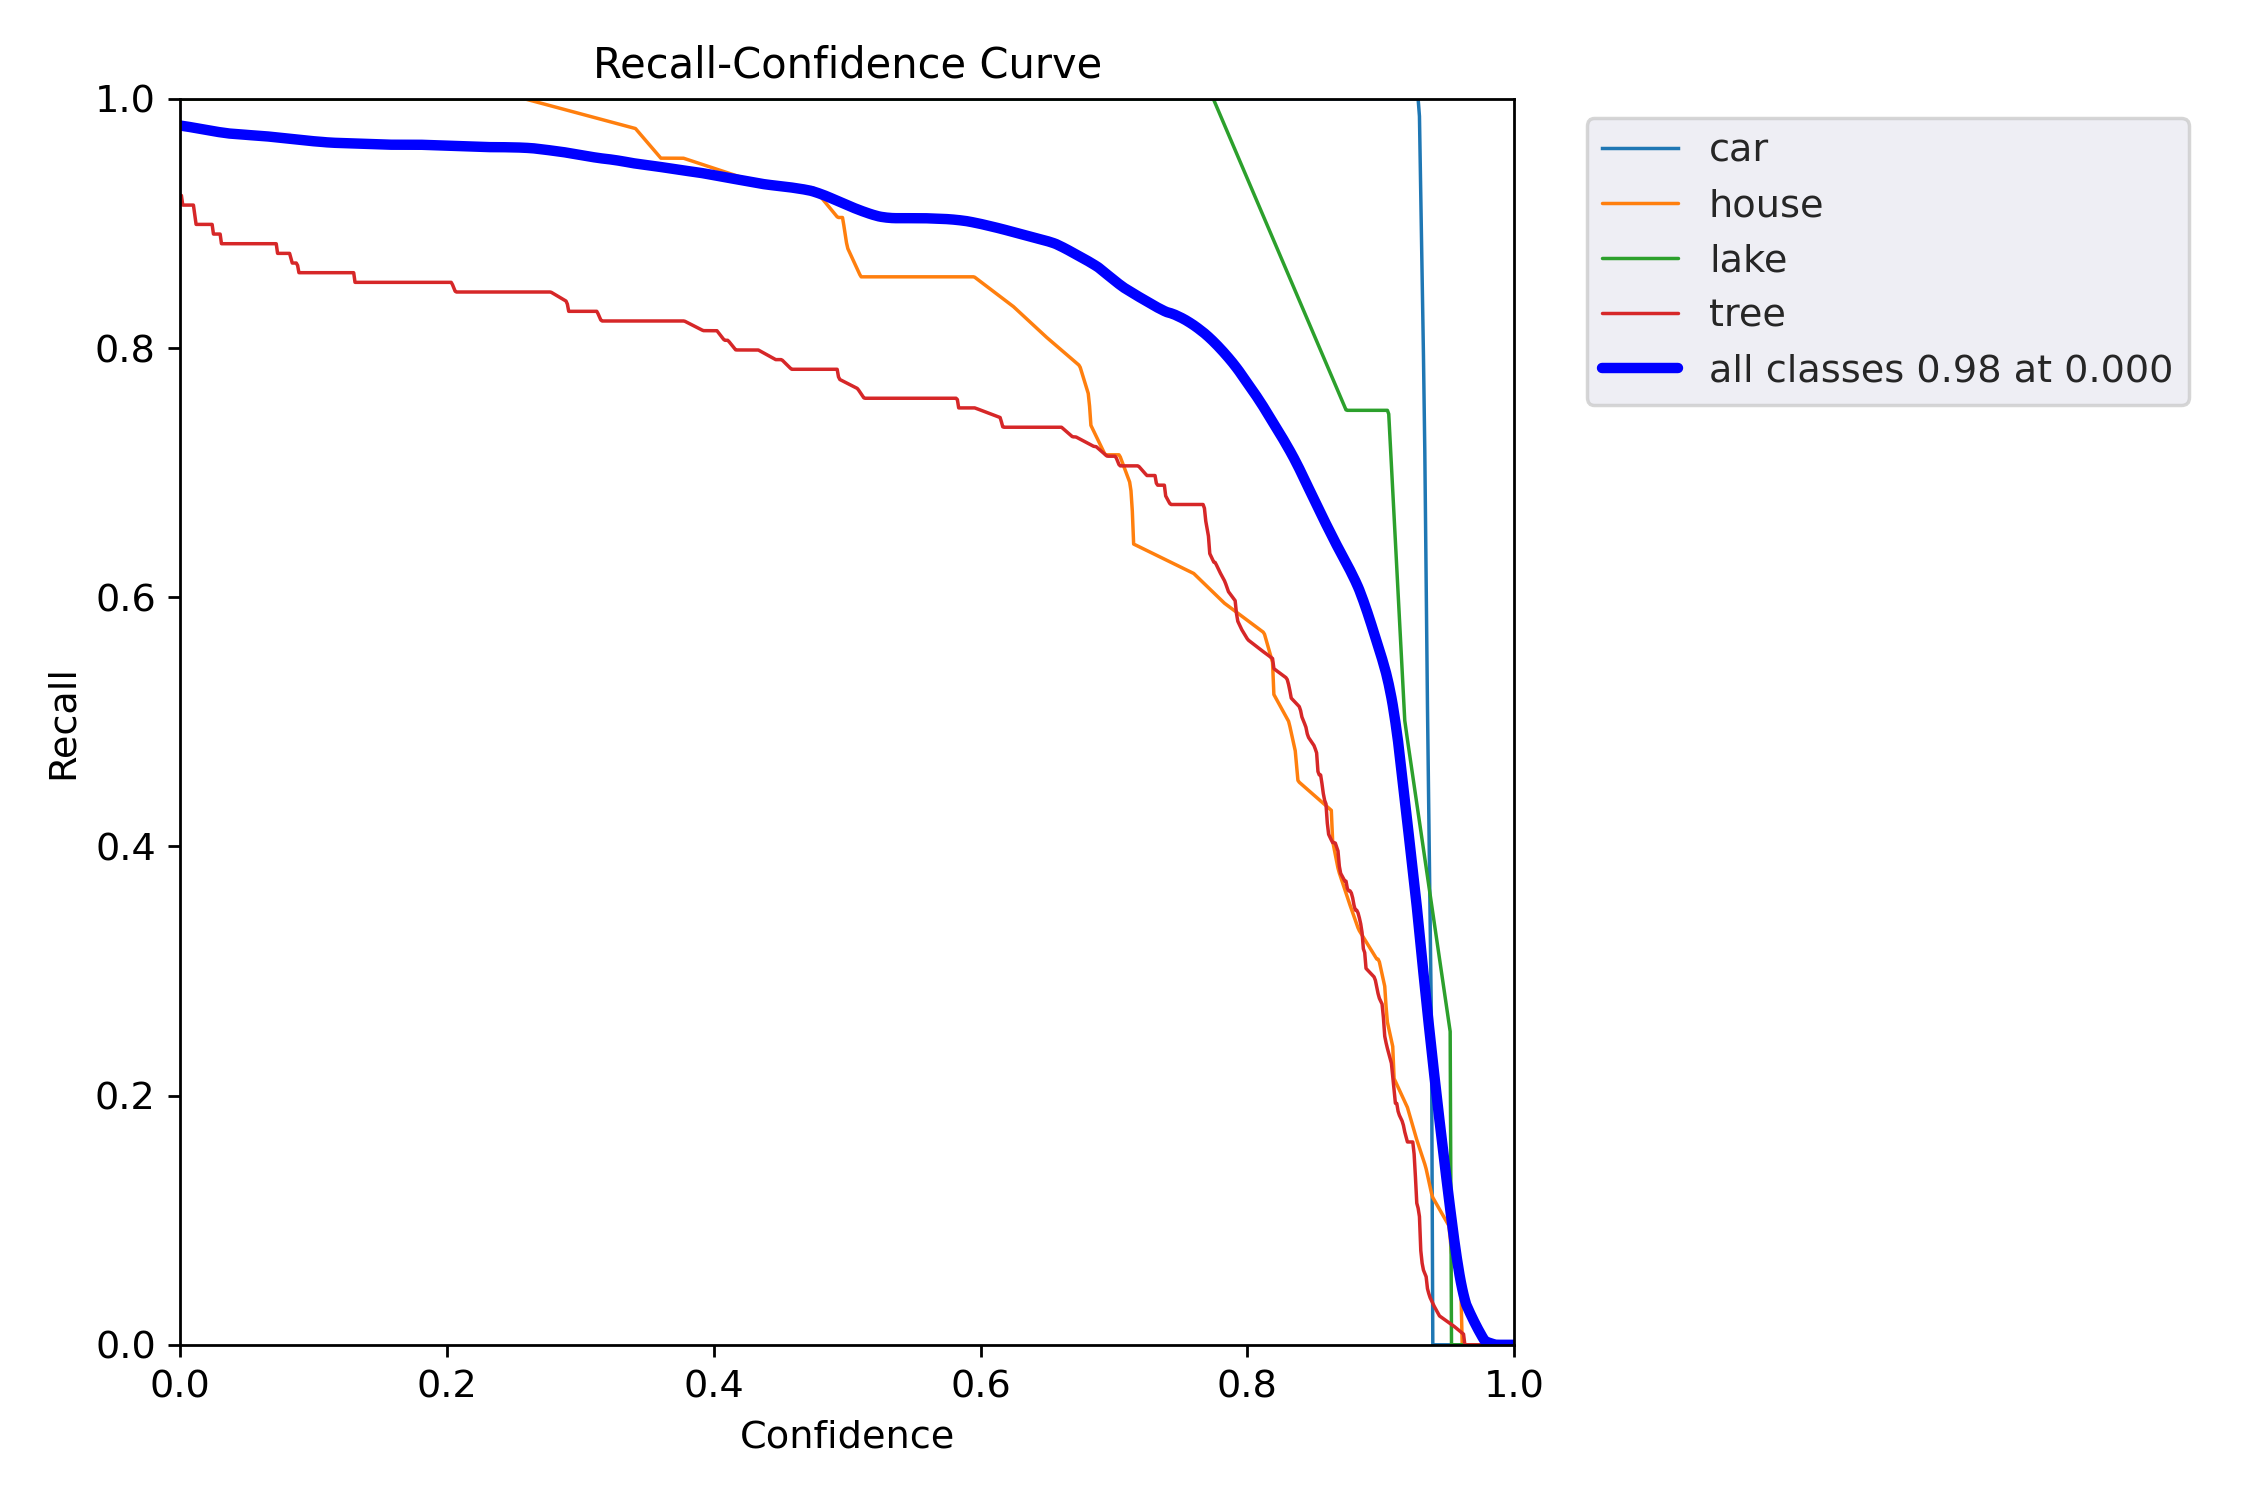 Recall-Confidence Curve
1.0
0.8
0.6
0.4
0.2
0.0
Recall
0.0 0.2 0.4 0.6 0.8 1.0
Confidence
car
house
lake
tree
all classes 0.98 at 0.000